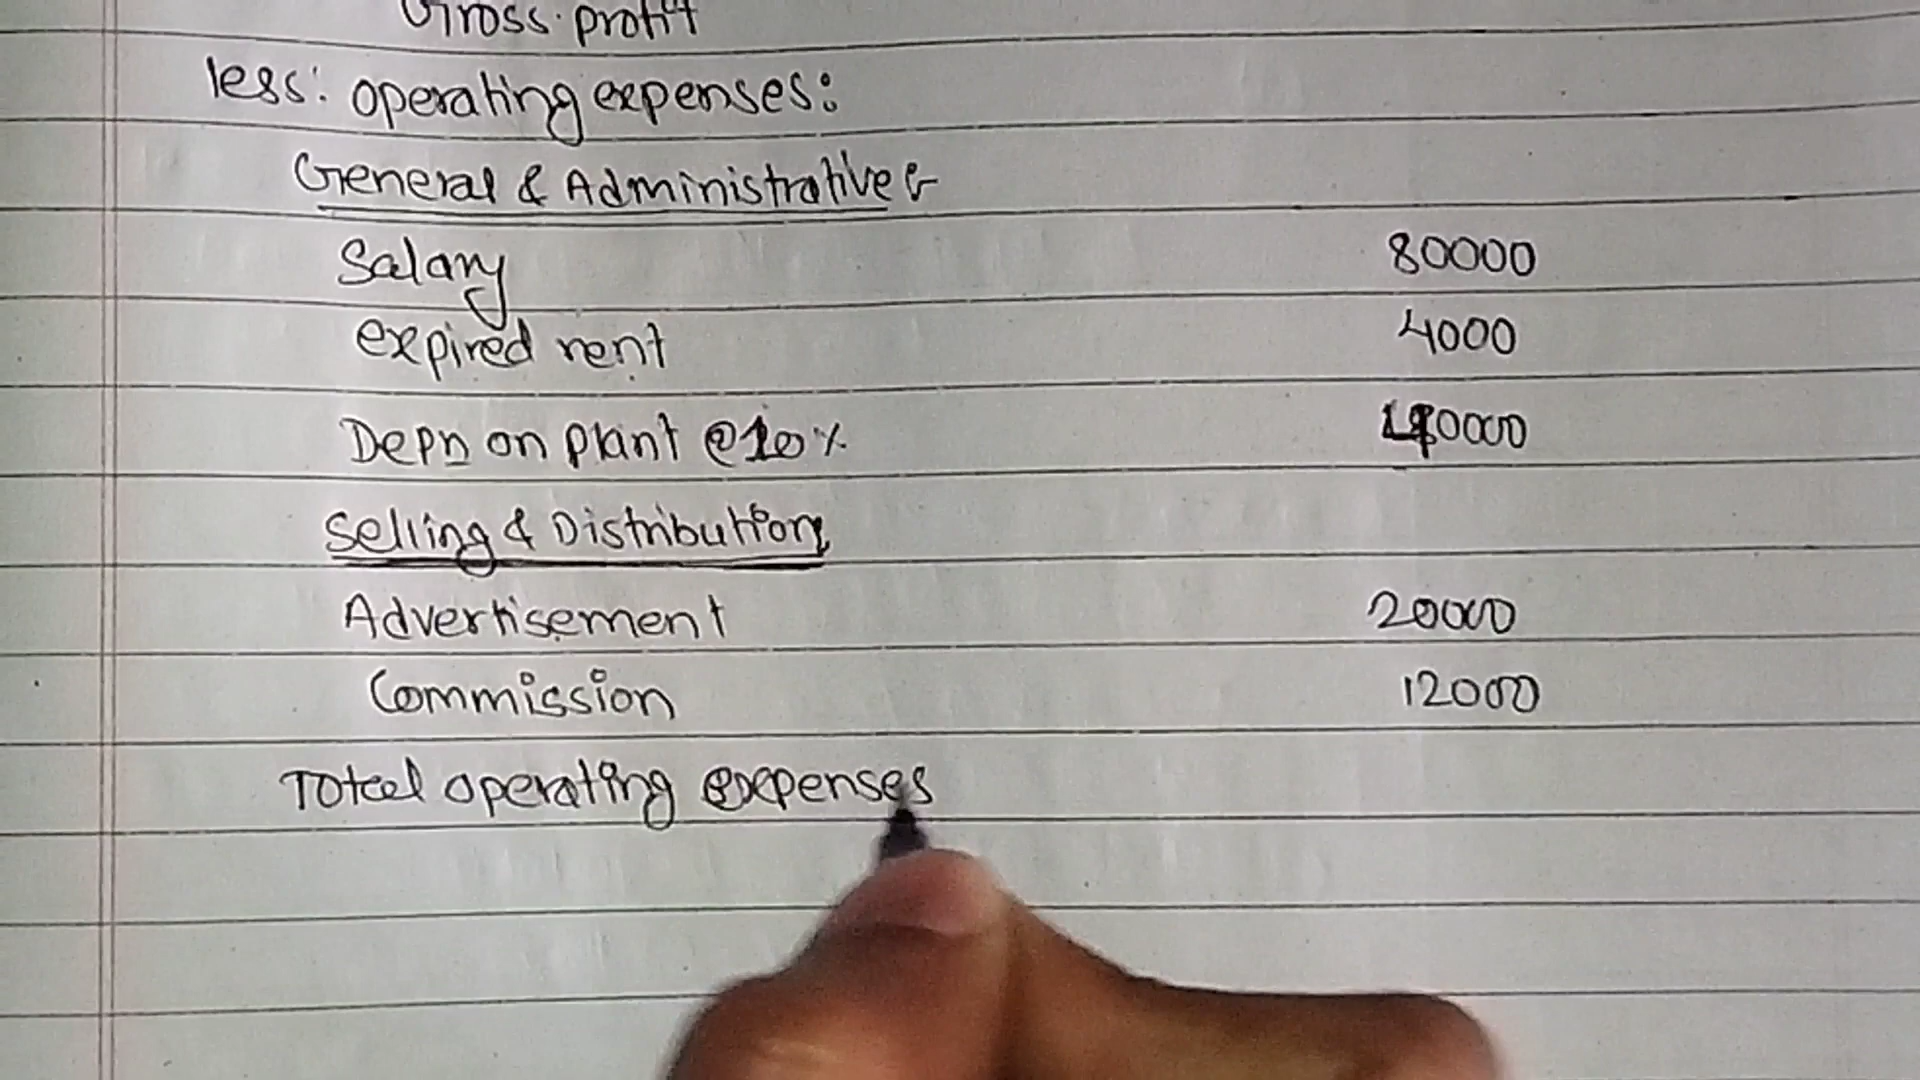 Gross profit
less: operating expenses:
General & Administrative:-
Salary 80000
expired rent 4000
Depn on plant @10%
Selling & Distribution
Advertisement 20000
Commission 12000
Total operating expenses